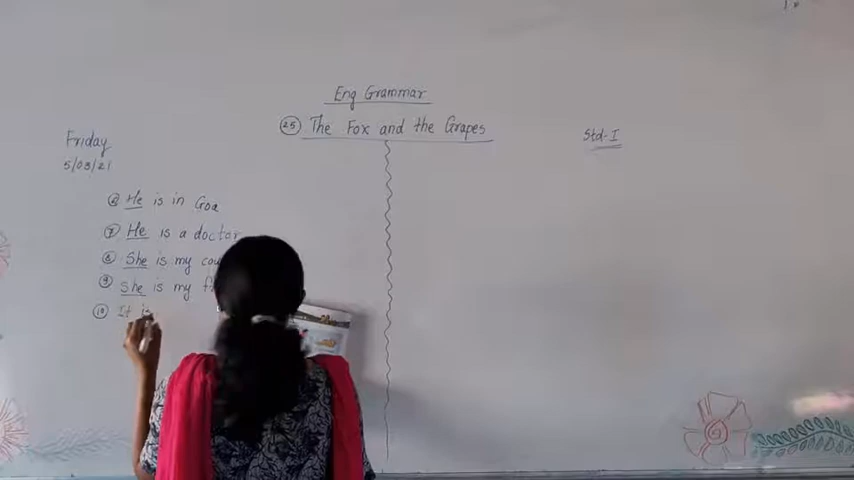 Eng Grammar
25 The Fox and the Grapes
Std-I
Friday
5/03/21
6 He is in Goa
7 He is a doctor
8 She is my
9 She is my
10 It is